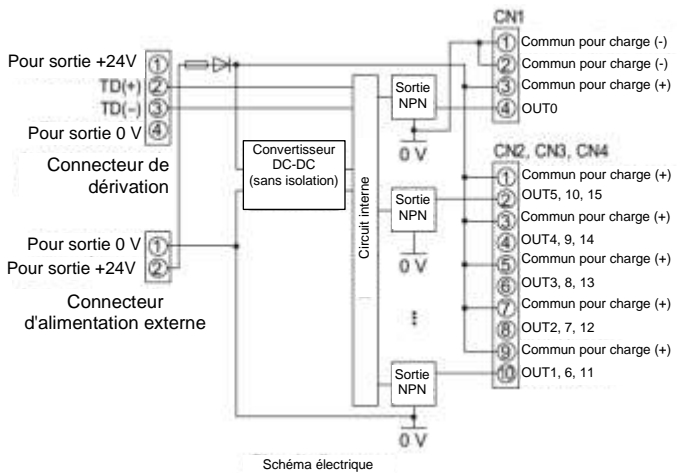 CN1
Pour sortie +24V ①
TD(+) ②
TD(−) ③
Pour sortie 0 V ④
Connecteur de
dérivation
Pour sortie 0 V ①
Pour sortie +24V ②
Connecteur
d'alimentation externe
Convertisseur
DC-DC
(sans isolation)
Circuit interne
Sortie
NPN
0 V
Sortie
NPN
0 V
Sortie
NPN
0 V
① Commun pour charge (-)
② Commun pour charge (-)
③ Commun pour charge (+)
④ OUT0
CN2, CN3, CN4
① Commun pour charge (+)
② OUT5, 10, 15
③ Commun pour charge (+)
④ OUT4, 9, 14
⑤ Commun pour charge (+)
⑥ OUT3, 8, 13
⑦ Commun pour charge (+)
⑧ OUT2, 7, 12
⑨ Commun pour charge (+)
⑩ OUT1, 6, 11
Schéma électrique